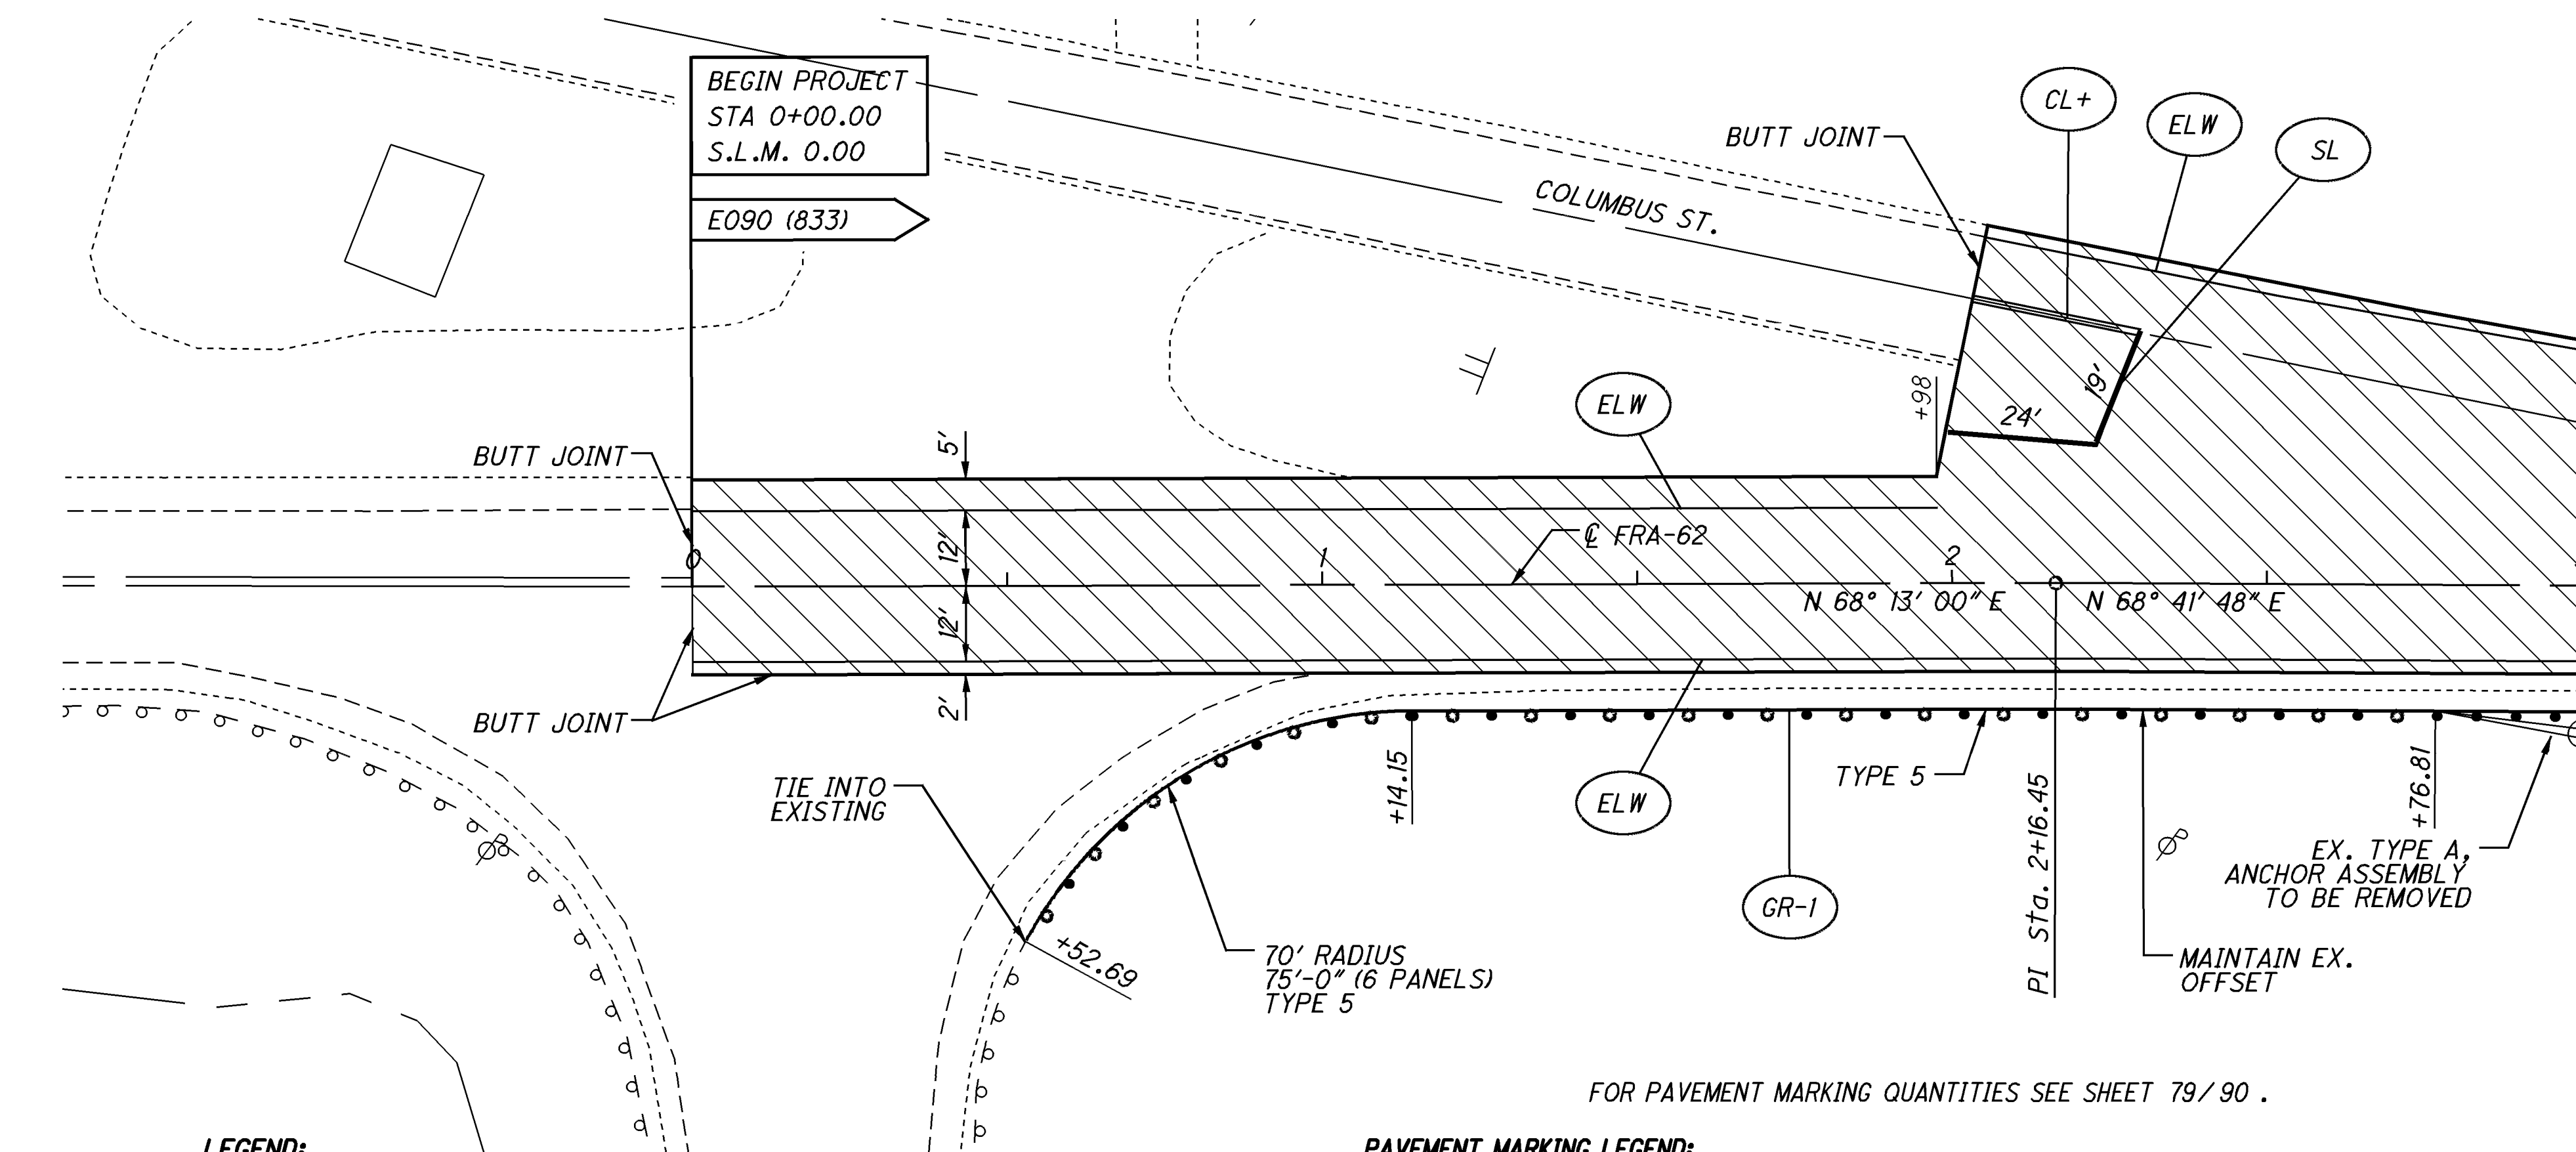 BEGIN PROJECT
STA 0+00.00
S.L.M. 0.00
E090 (833)
COLUMBUS ST.
BUTT JOINT
CL+
ELW
SL
+98
19'
24'
ELW
BUTT JOINT
5'
12'
12'
2'
0
1
2
℄ FRA-62
N 68° 13' 00" E
N 68° 41' 48" E
BUTT JOINT
TIE INTO
EXISTING
+14.15
ELW
TYPE 5
GR-1
PI Sta. 2+16.45
+76.81
EX. TYPE A,
ANCHOR ASSEMBLY
TO BE REMOVED
MAINTAIN EX.
OFFSET
+52.69
70' RADIUS
75'-0" (6 PANELS)
TYPE 5
FOR PAVEMENT MARKING QUANTITIES SEE SHEET 79/90 .
LEGEND:
PAVEMENT MARKING LEGEND: